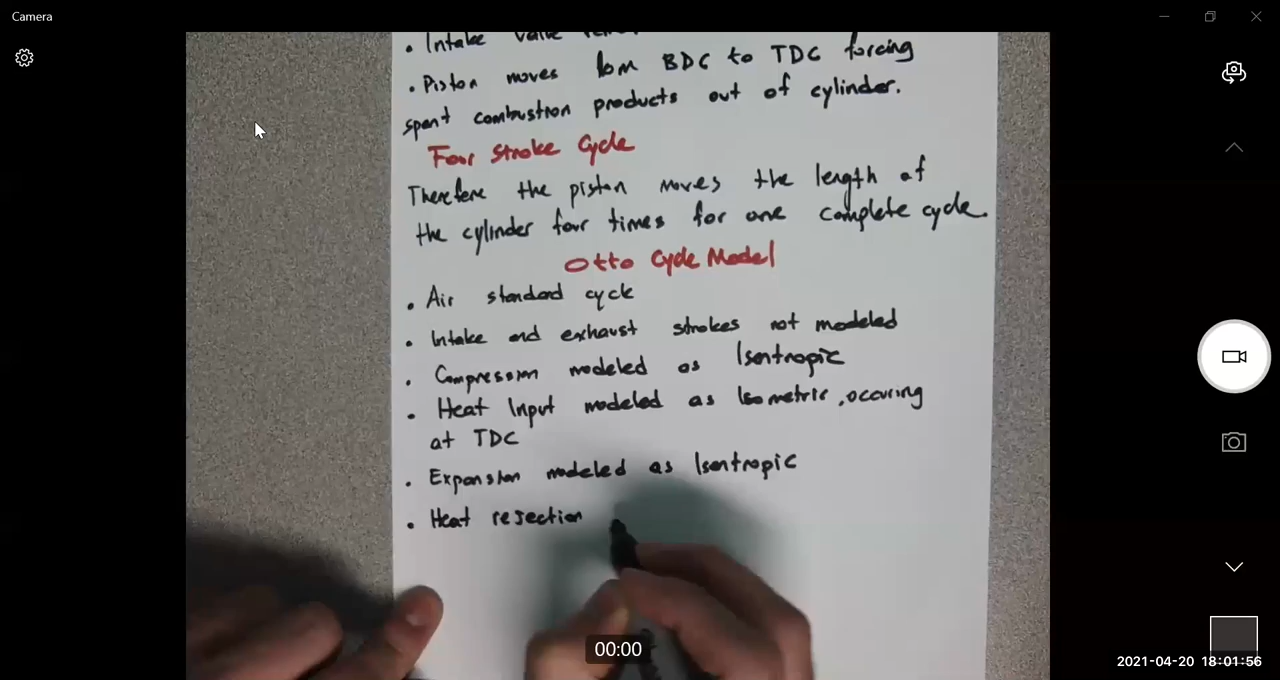 Camera
• Intake valve
• Piston moves from BDC to TDC forcing
spent combustion products out of cylinder.
Four Stroke Cycle
Therefore the piston moves the length of
the cylinder four times for one complete cycle.
Otto Cycle Model
• Air standard cycle
• Intake and exhaust strokes not modeled
• Compression modeled as Isentropic
• Heat Input modeled as Isometric, occuring
at TDC
• Expansion modeled as Isentropic
• Heat rejection
00:00
2021-04-20 18:01:56